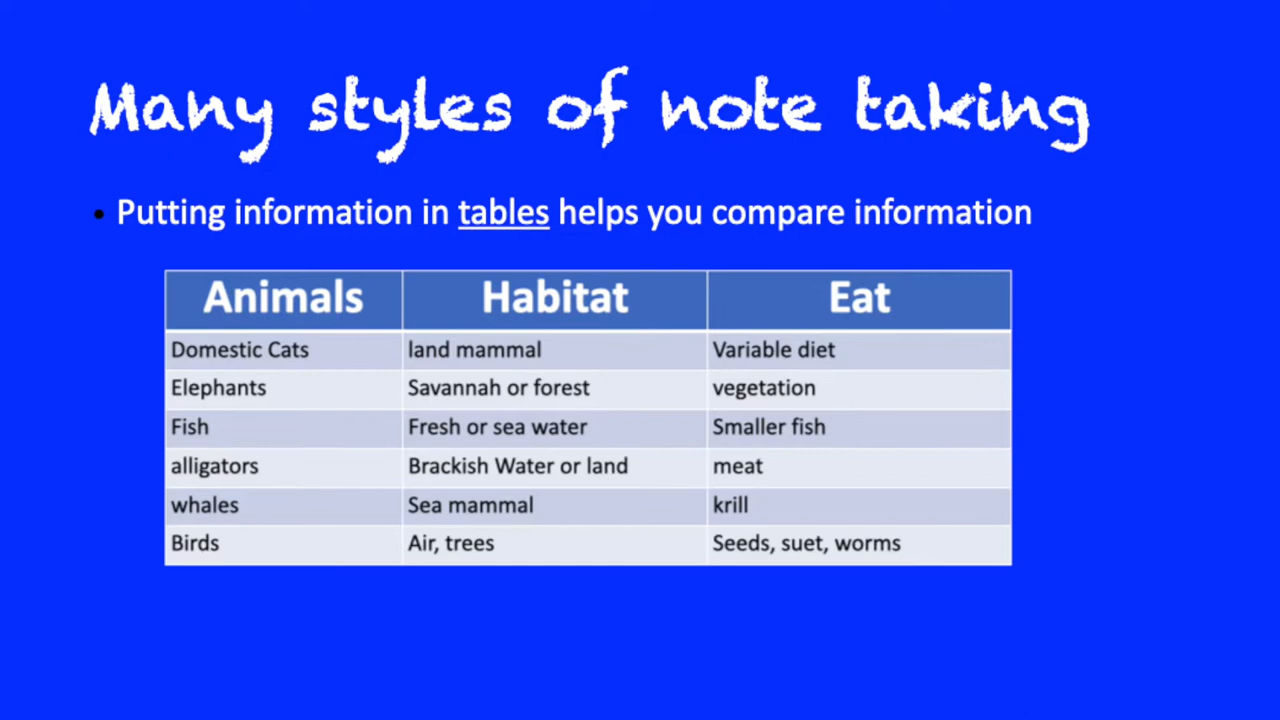 Many styles of note taking
• Putting information in tables helps you compare information
Animals Habitat Eat
Domestic Cats land mammal Variable diet
Elephants Savannah or forest vegetation
Fish Fresh or sea water Smaller fish
alligators Brackish Water or land meat
whales Sea mammal krill
Birds Air, trees Seeds, suet, worms